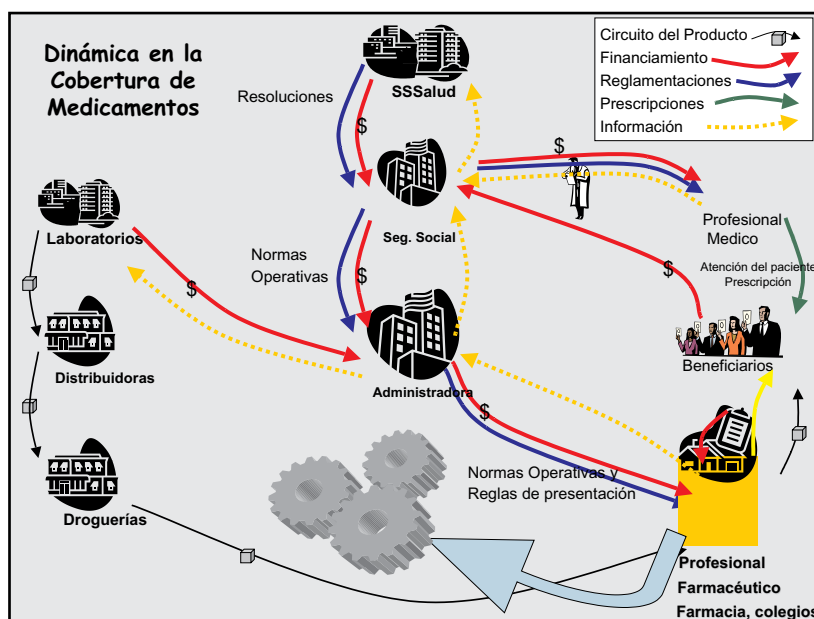 Dinámica en la
Cobertura de
Medicamentos
Circuito del Producto
Financiamiento
Reglamentaciones
Prescripciones
Información
Resoluciones
SSSalud
$
$
Laboratorios
Normas
Operativas
Seg. Social
$
$
Profesional
Medico
Atención del paciente
Prescripción
$
Distribuidoras
Administradora
Beneficiarios
$
Normas Operativas y
Reglas de presentación
Droguerías
Profesional
Farmacéutico
Farmacia, colegios